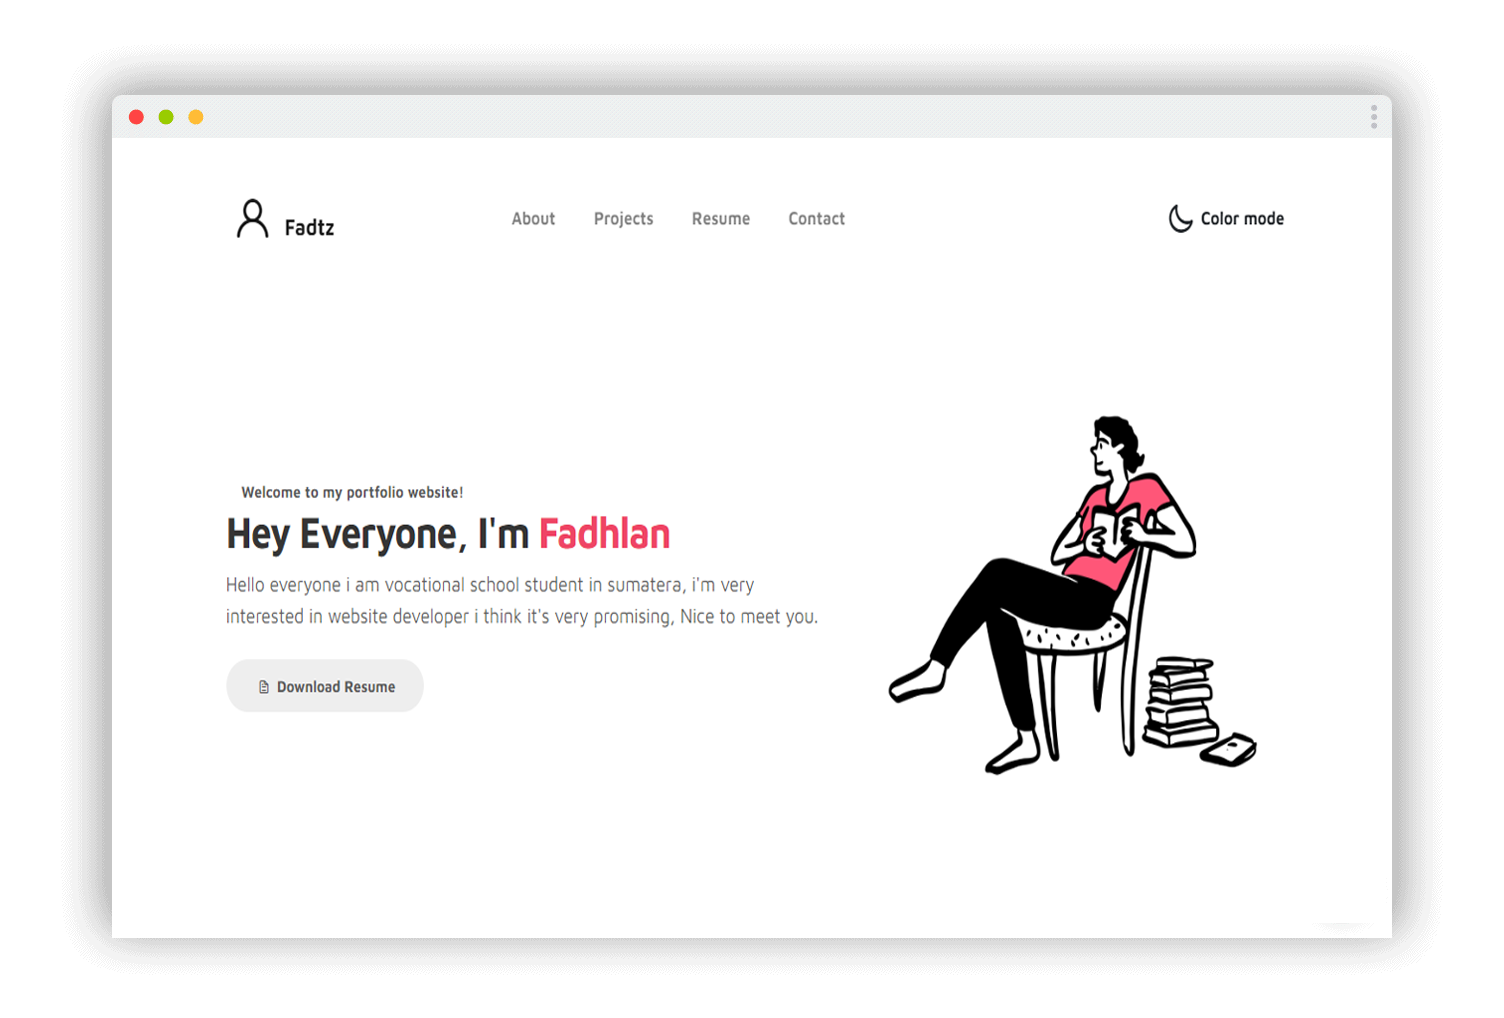 Fadtz
About
Projects
Resume
Contact
Color mode
Welcome to my portfolio website!
Hey Everyone, I'm Fadhlan
Hello everyone i am vocational school student in sumatera, i'm very
interested in website developer i think it's very promising, Nice to meet you.
Download Resume